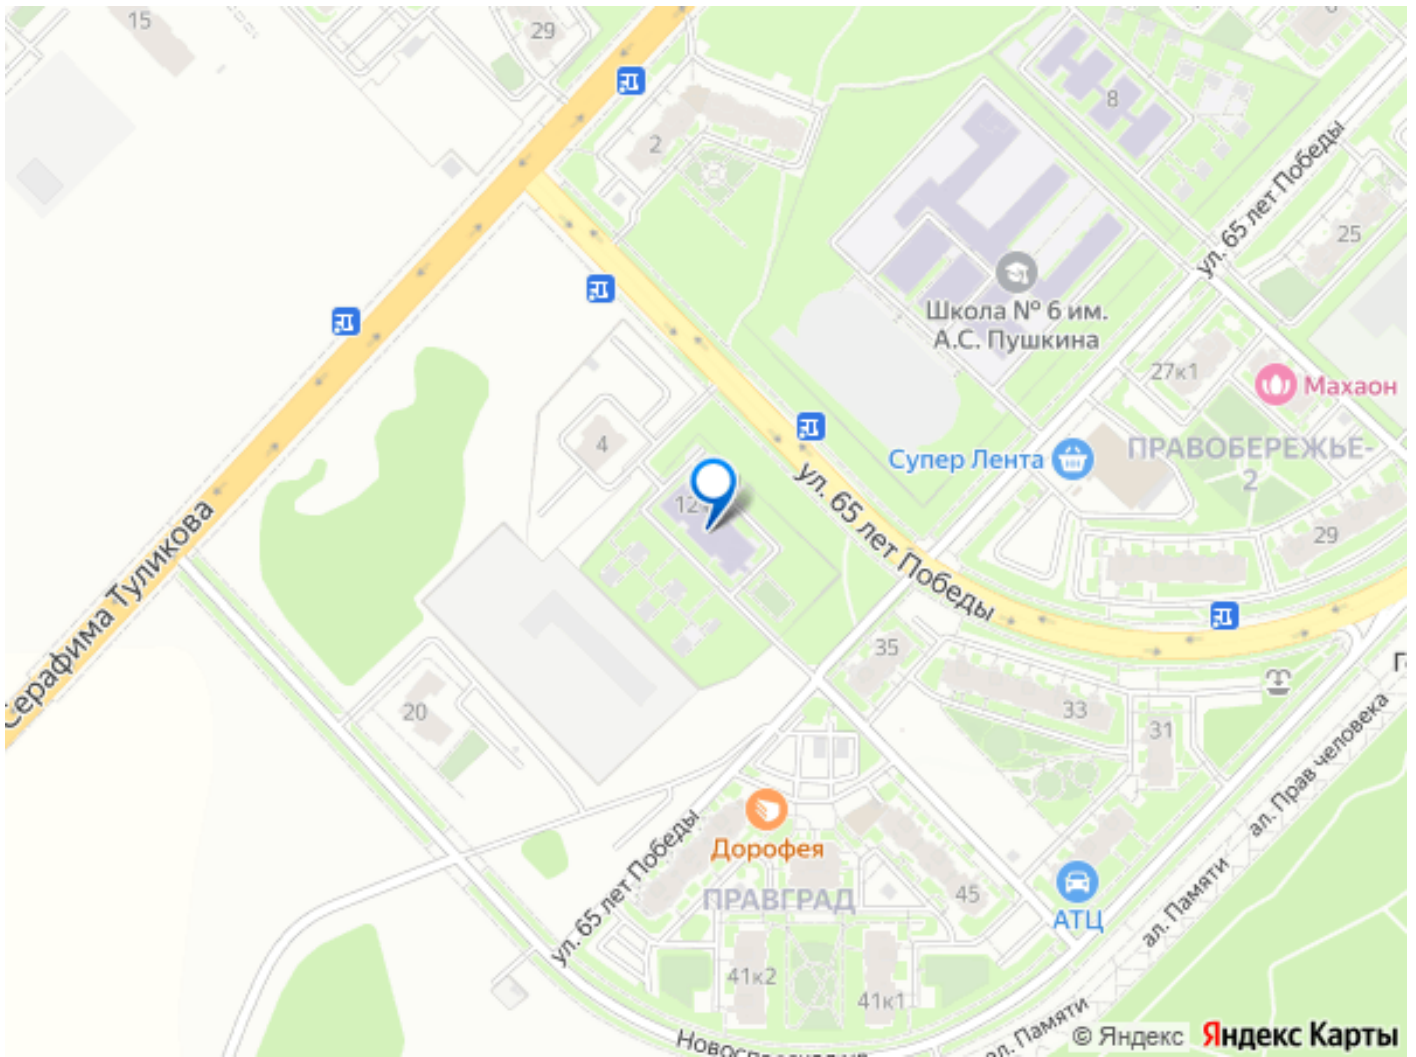 15
29
2
8
ул. 65 лет Победы
25
Школа № 6 им.
А.С. Пушкина
27к1
Махаон
4
Супер Лента
ПРАВОБЕРЕЖЬЕ-
2
ул. 65 лет Победы
29
Серафима Туликова
35
20
33
31
ал. Прав человека
Дорофея
ул. 65 лет Победы
ПРАВГРАД
45
АТЦ
ал. Памяти
41к2
41к1
ал. Памяти
© Яндекс Яндекс Карты